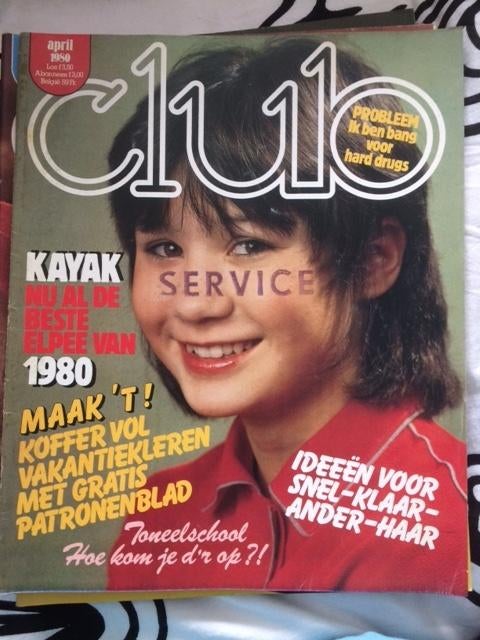 april
1980
Los f 3,50
Abonnees f 3,00
België 59 Fr.
club
PROBLEEM
Ik ben bang
voor
hard drugs
KAYAK
NU AL DE
BESTE
ELPEE VAN
1980
SERVICE
MAAK 'T!
KOFFER VOL
VAKANTIEKLEREN
MET GRATIS
PATRONENBLAD
IDEEËN VOOR
SNEL-KLAAR-
ANDER-HAAR
Toneelschool
Hoe kom je d'r op?!